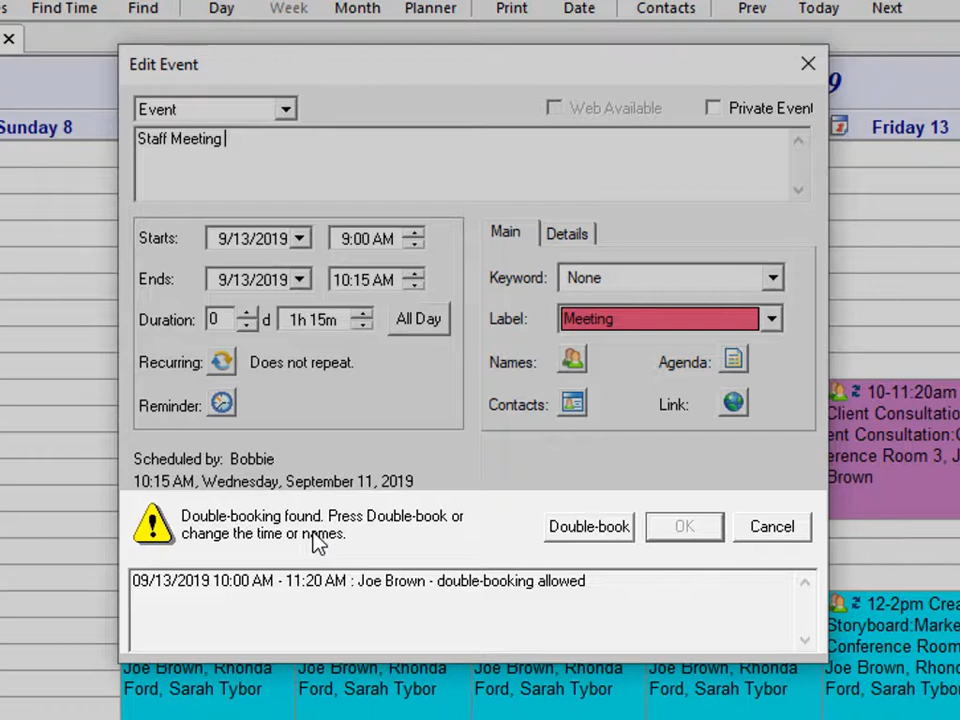 Find Time Find Day Week Month Planner Print Date Contacts Prev Today Next
Edit Event
Event
Web Available
Private Event
9
Sunday 8
Friday 13
Staff Meeting
Starts: 9/13/2019 9:00 AM
Ends: 9/13/2019 10:15 AM
Duration: 0 d 1h 15m All Day
Recurring: Does not repeat.
Reminder:
Main Details
Keyword: None
Label: Meeting
Names: Agenda:
Contacts: Link:
10-11:20am
Client Consultatio
ent Consultation:C
erence Room 3, J
Brown
Scheduled by: Bobbie
10:15 AM, Wednesday, September 11, 2019
Double-booking found. Press Double-book or
change the time or names.
Double-book OK Cancel
09/13/2019 10:00 AM - 11:20 AM : Joe Brown - double-booking allowed
12-2pm Crea
Storyboard:Marke
Conference Room
Joe Brown, Rhonda
Ford, Sarah Tybor
Joe Brown, Rhonda
Ford, Sarah Tybor
Joe Brown, Rhonda
Ford, Sarah Tybor
Joe Brown, Rhonda
Ford, Sarah Tybor
Joe Brown, Rhonda
Ford, Sarah Tybor